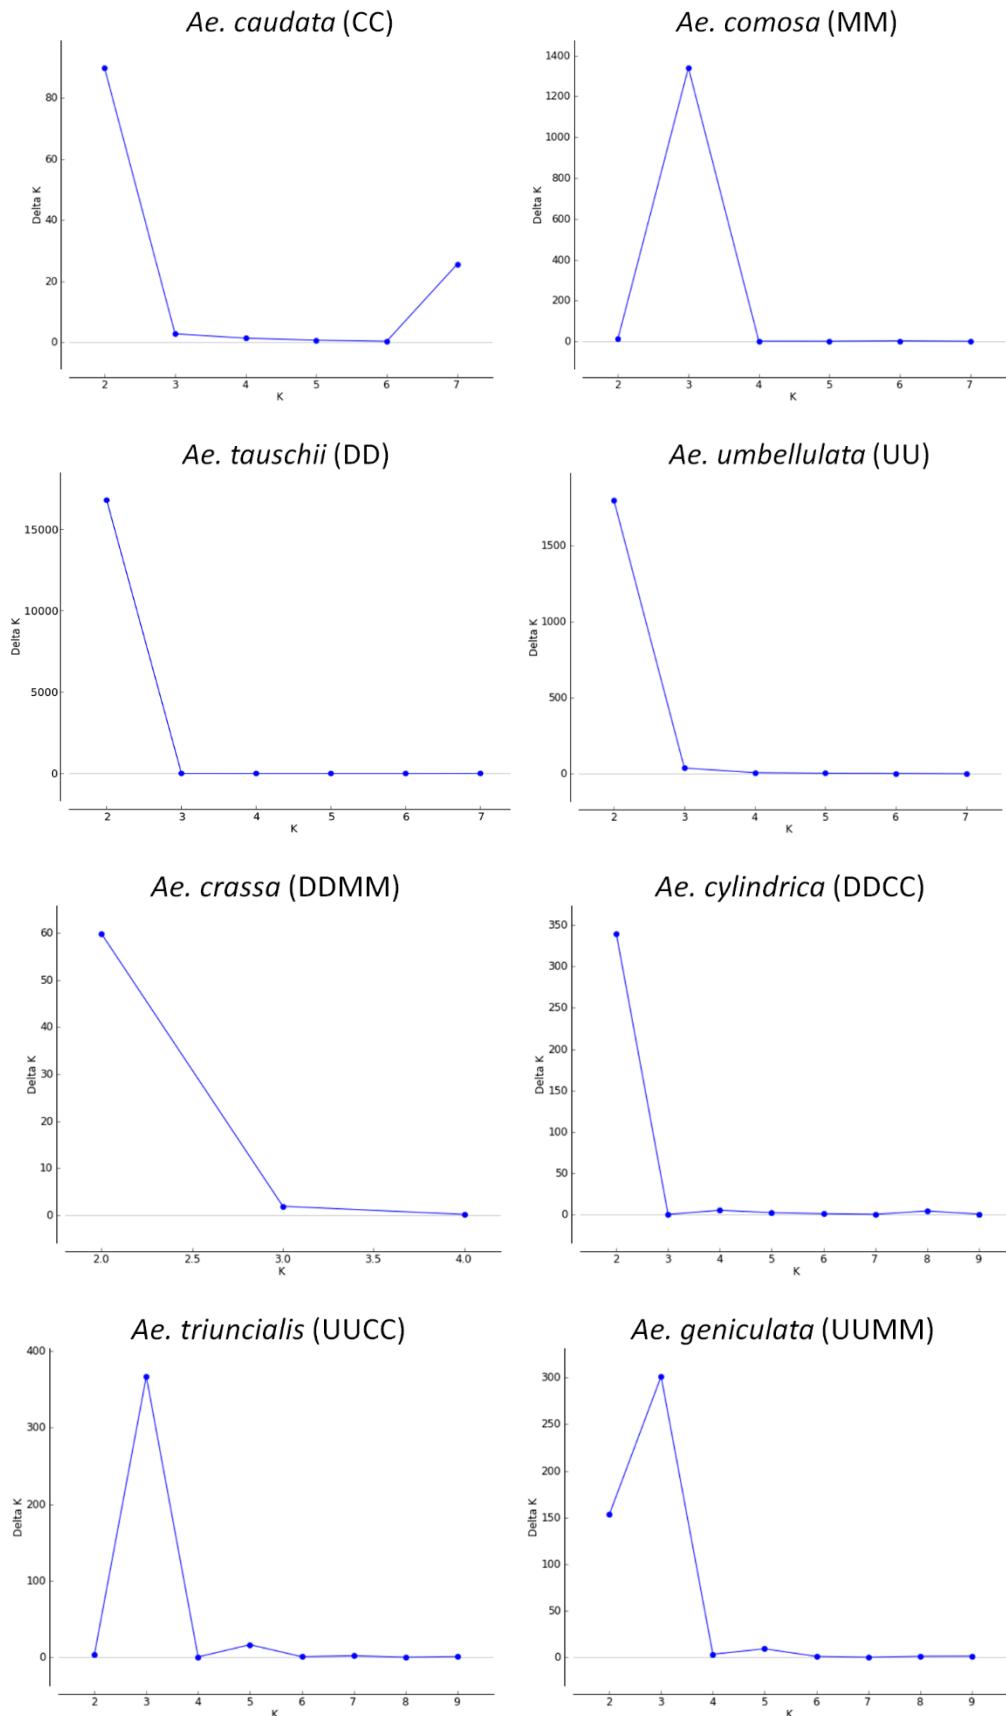 Ae. caudata (CC)
80
60
40
20
0
Delta K
2 3 4 5 6 7
K
Ae. comosa (MM)
1400
1200
1000
800
600
400
200
0
Delta K
2 3 4 5 6 7
K
Ae. tauschii (DD)
15000
10000
5000
0
Delta K
2 3 4 5 6 7
K
Ae. umbellulata (UU)
1500
1000
500
0
Delta K
2 3 4 5 6 7
K
Ae. crassa (DDMM)
60
50
40
30
20
10
0
Delta K
2.0 2.5 3.0 3.5 4.0
K
Ae. cylindrica (DDCC)
350
300
250
200
150
100
50
0
Delta K
2 3 4 5 6 7 8 9
K
Ae. triuncialis (UUCC)
400
300
200
100
0
Delta K
2 3 4 5 6 7 8 9
K
Ae. geniculata (UUMM)
300
250
200
150
100
50
0
Delta K
2 3 4 5 6 7 8 9
K